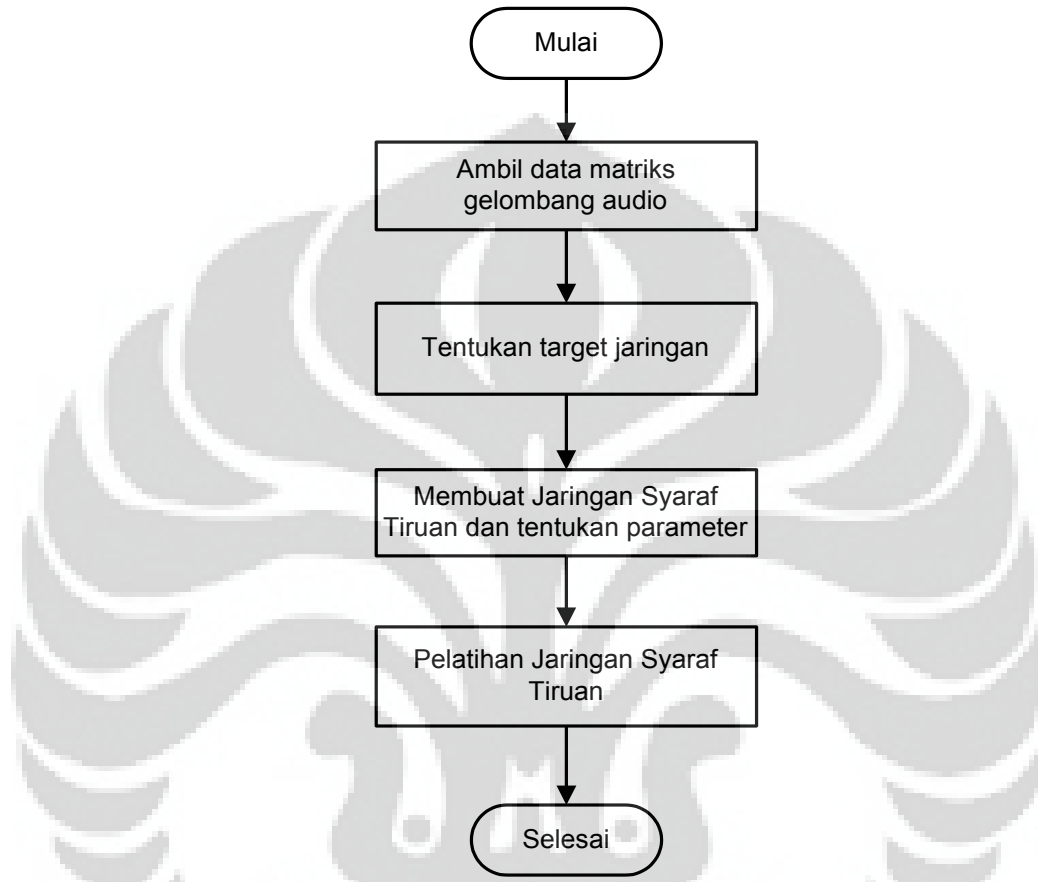 Mulai
Ambil data matriks
gelombang audio
Tentukan target jaringan
Membuat Jaringan Syaraf
Tiruan dan tentukan parameter
Pelatihan Jaringan Syaraf
Tiruan
Selesai